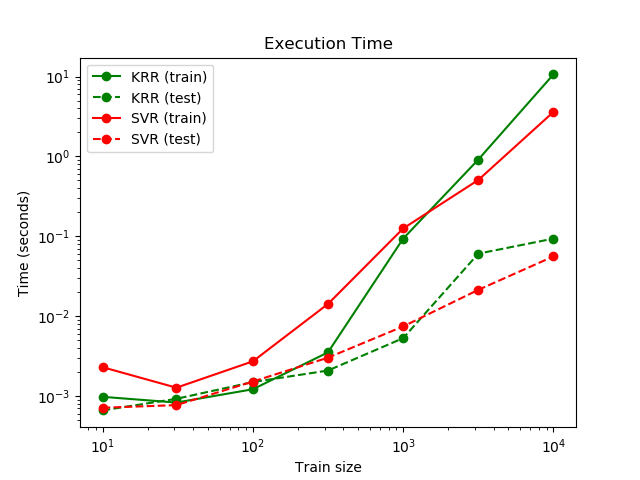 Execution Time
KRR (train)
KRR (test)
SVR (train)
SVR (test)
Time (seconds)
10¹
10⁰
10⁻¹
10⁻²
10⁻³
10¹
10²
10³
10⁴
Train size